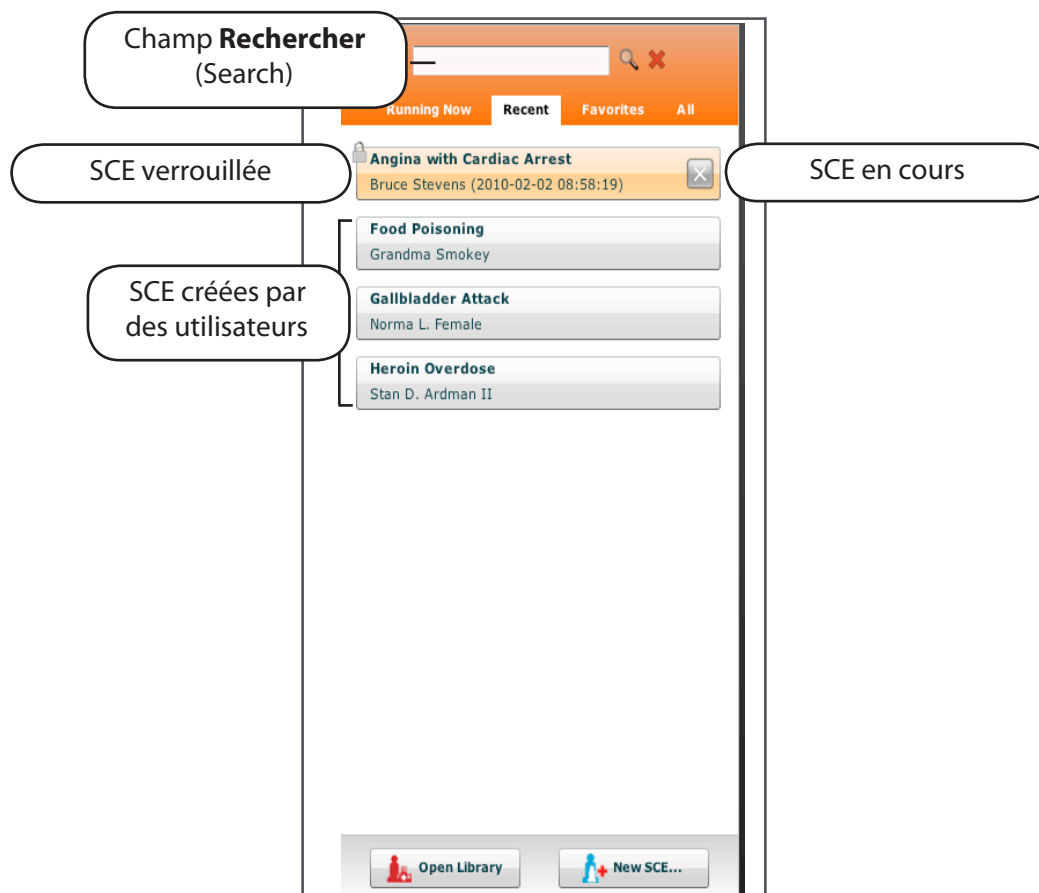 Champ Rechercher
(Search)
Running Now Recent Favorites All
SCE verrouillée
Angina with Cardiac Arrest
Bruce Stevens (2010-02-02 08:58:19)
SCE en cours
Food Poisoning
Grandma Smokey
SCE créées par
des utilisateurs
Gallbladder Attack
Norma L. Female
Heroin Overdose
Stan D. Ardman II
Open Library
New SCE...